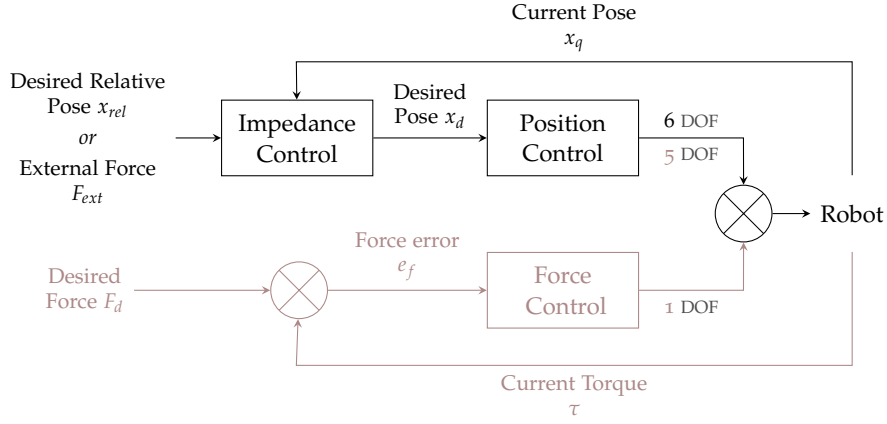 Current Pose
x_q
Desired Relative
Pose x_rel
or
External Force
F_ext
Impedance
Control
Desired
Pose x_d
Position
Control
6 DOF
5 DOF
Robot
Desired
Force F_d
Force error
e_f
Force
Control
1 DOF
Current Torque
τ